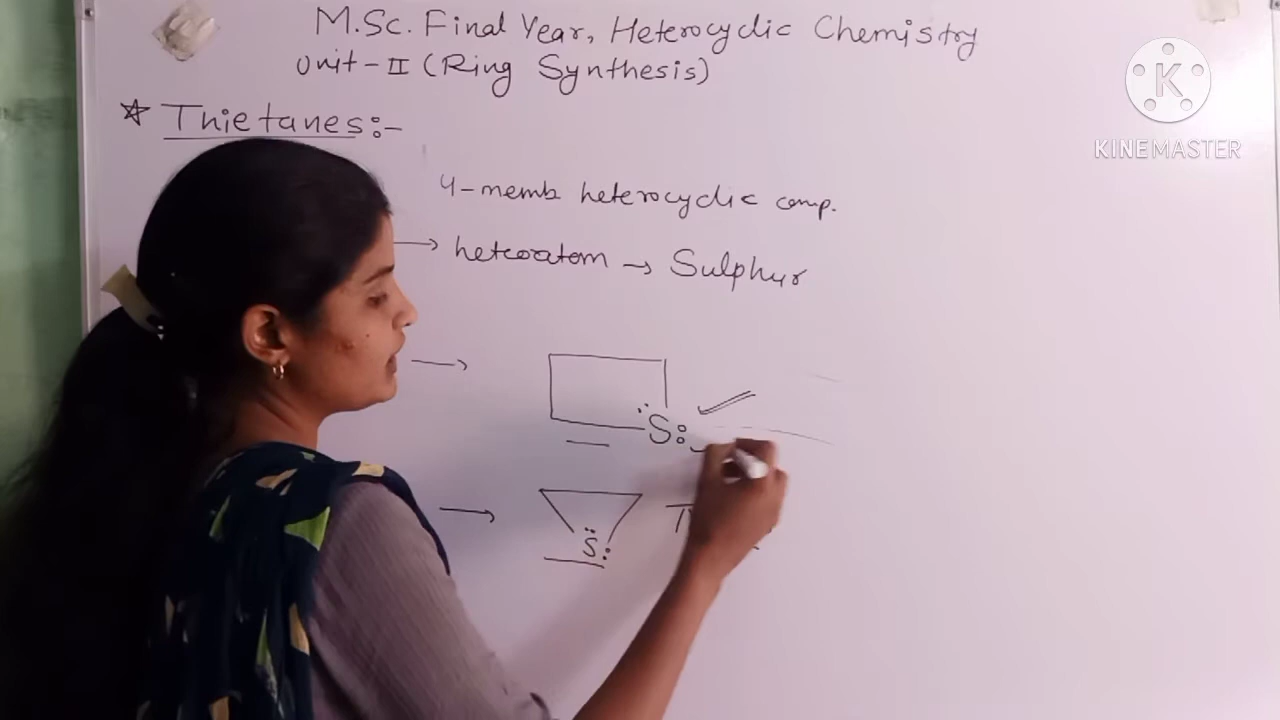 M.Sc. Final Year, Heterocyclic Chemistry
Unit-II (Ring Synthesis)
K
KINEMASTER
☆ Thietanes:-
4-memb heterocyclic comp.
→ heteroatom → Sulphur
→
S:
→
S: